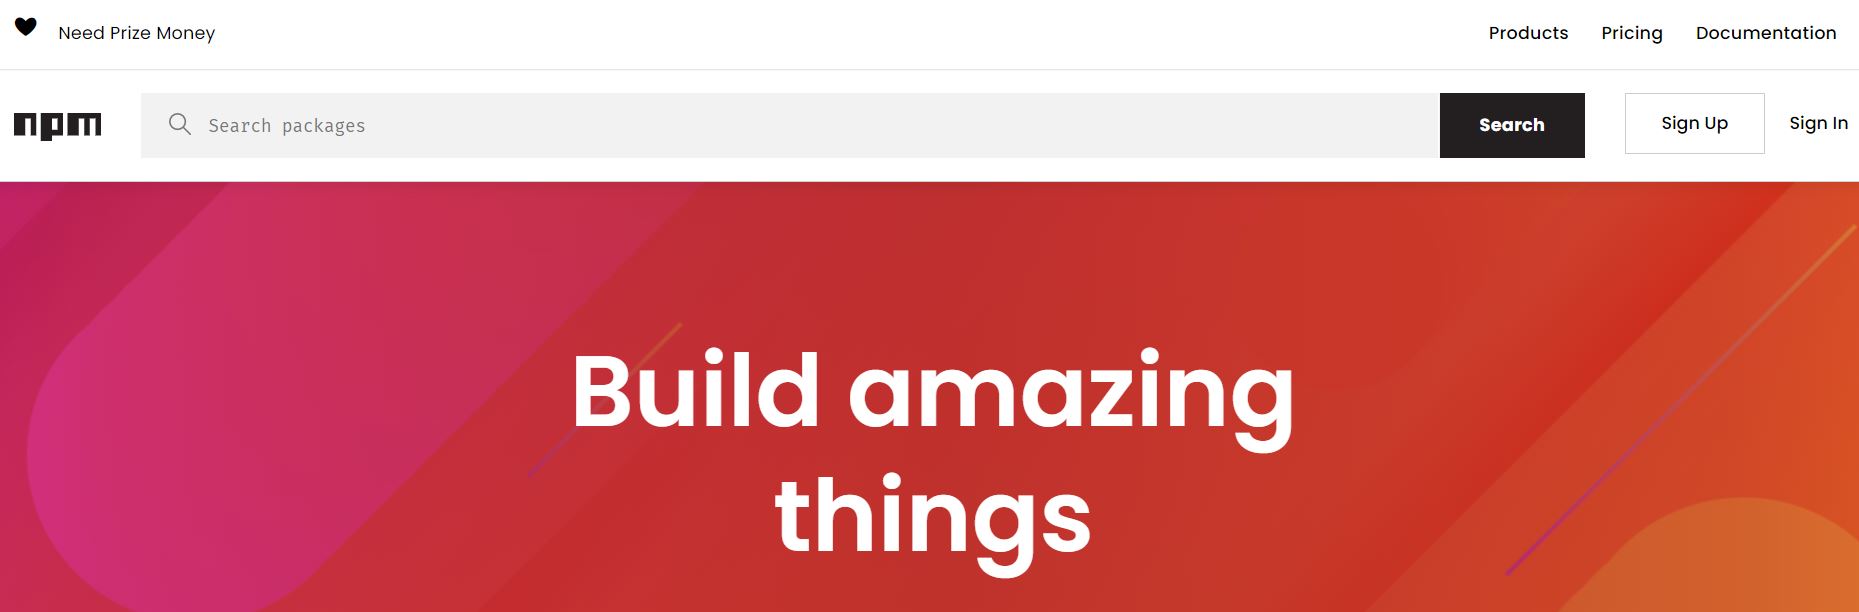 Need Prize Money
Products Pricing Documentation
npm
Search packages
Search
Sign Up
Sign In
Build amazing
things